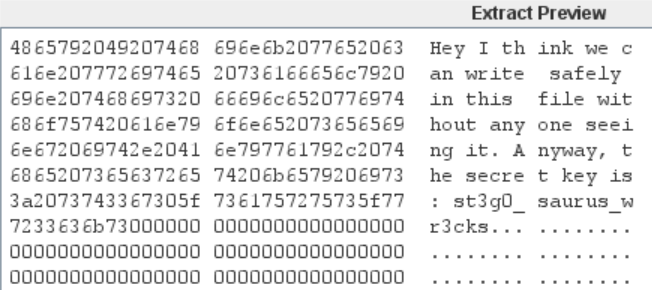 Extract Preview
4865792049207468 696e6b2077652063 Hey I th ink we c
616e207772697465 20736166656c7920 an write  safely
696e207468697320 66696c6520776974 in this  file wit
686f757420616e79 6f6e652073656569 hout any one seei
6e672069742e2041 6e797761792c2074 ng it. A nyway, t
6865207365637265 74206b6579206973 he secre t key is
3a2073743367305f 7361757275735f77 : st3g0_ saurus_w
7233636b73000000 0000000000000000 r3cks... ........
0000000000000000 0000000000000000 ........ ........
0000000000000000 0000000000000000 ........ ........